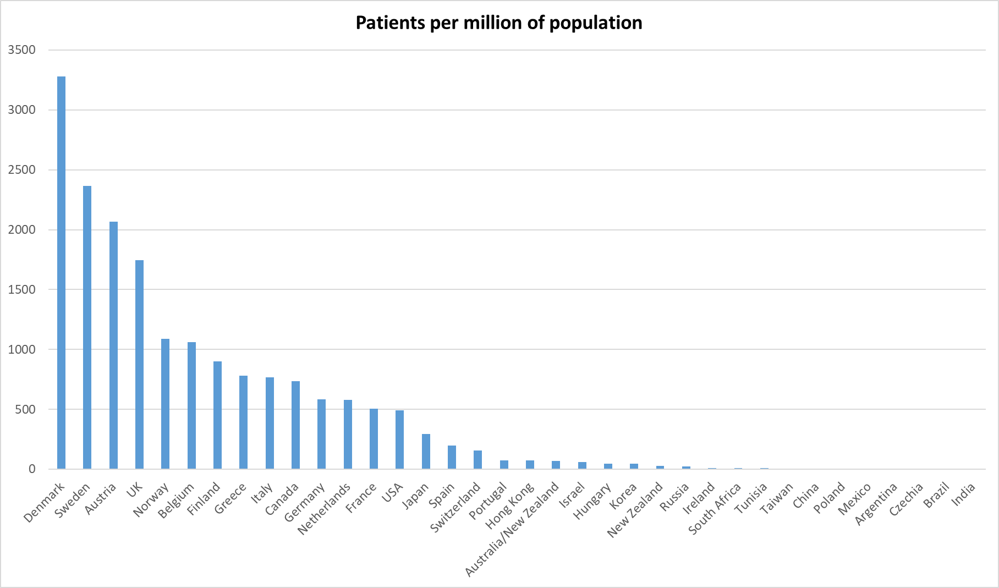 Patients per million of population
3500
3000
2500
2000
1500
1000
500
0
Denmark
Sweden
Austria
UK
Norway
Belgium
Finland
Greece
Italy
Canada
Germany
Netherlands
France
USA
Japan
Spain
Switzerland
Portugal
Hong Kong
Australia/New Zealand
Israel
Hungary
Korea
New Zealand
Russia
Ireland
South Africa
Tunisia
Taiwan
China
Poland
Mexico
Argentina
Czechia
Brazil
India